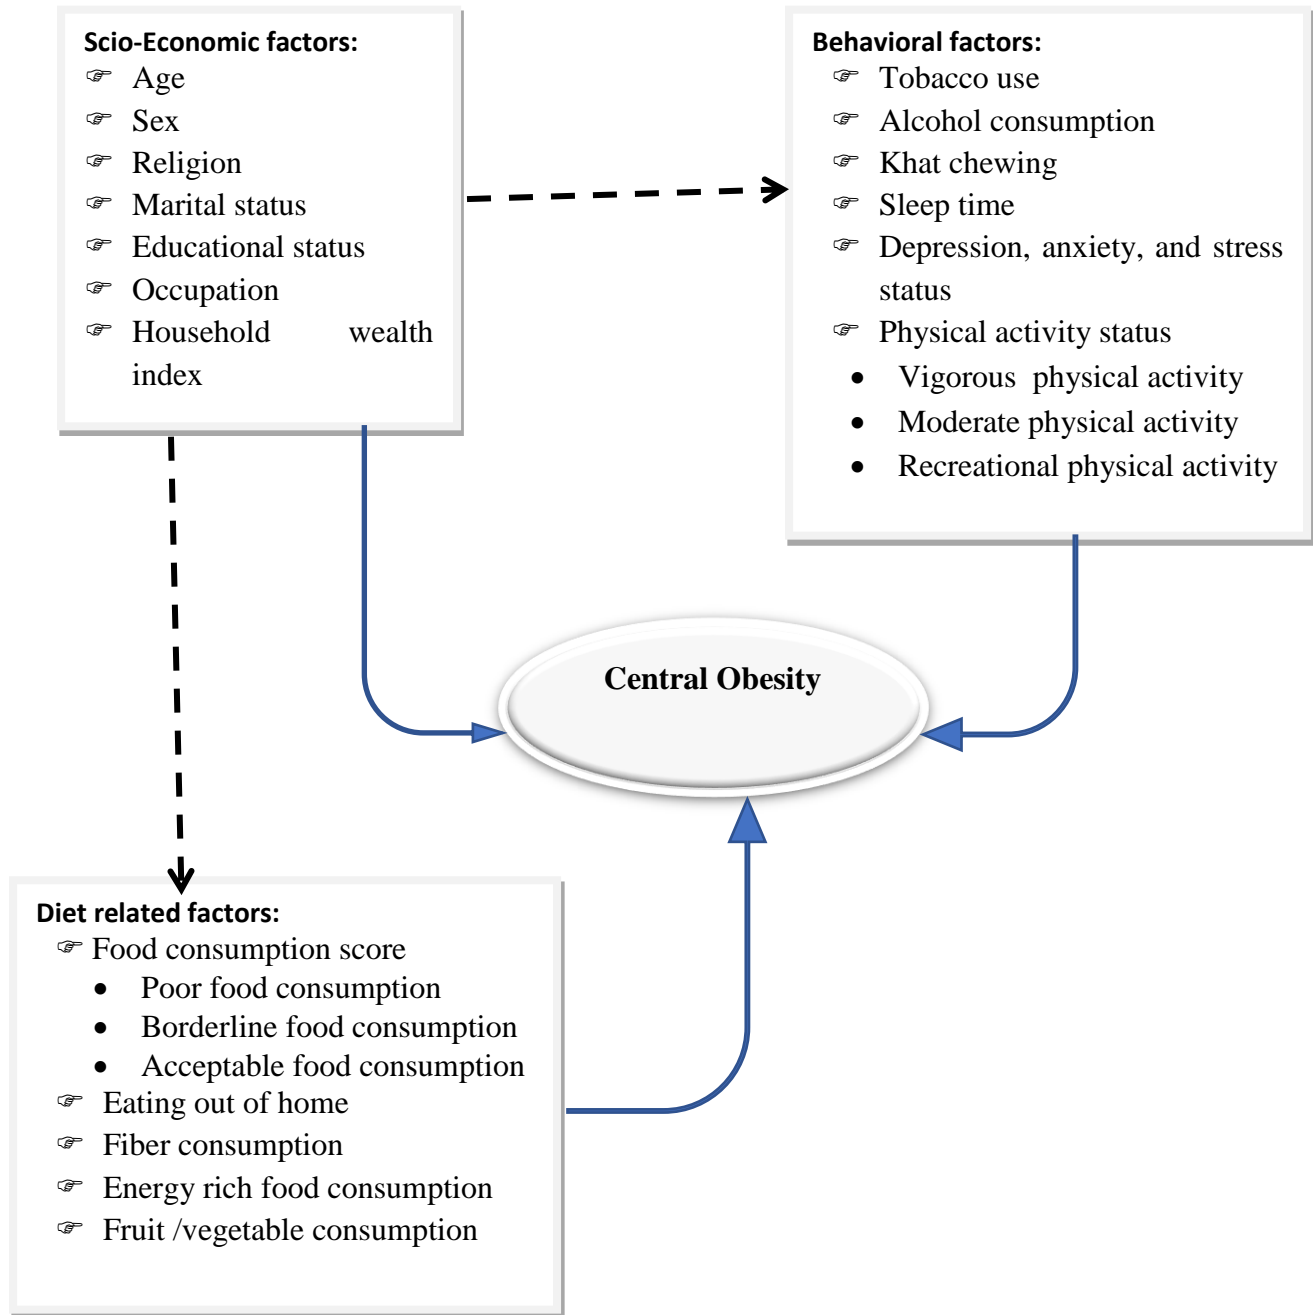 Scio-Economic factors:
☞ Age
☞ Sex
☞ Religion
☞ Marital status
☞ Educational status
☞ Occupation
☞ Household wealth
index
Behavioral factors:
☞ Tobacco use
☞ Alcohol consumption
☞ Khat chewing
☞ Sleep time
☞ Depression, anxiety, and stress
status
☞ Physical activity status
• Vigorous physical activity
• Moderate physical activity
• Recreational physical activity
Central Obesity
Diet related factors:
☞ Food consumption score
• Poor food consumption
• Borderline food consumption
• Acceptable food consumption
☞ Eating out of home
☞ Fiber consumption
☞ Energy rich food consumption
☞ Fruit /vegetable consumption